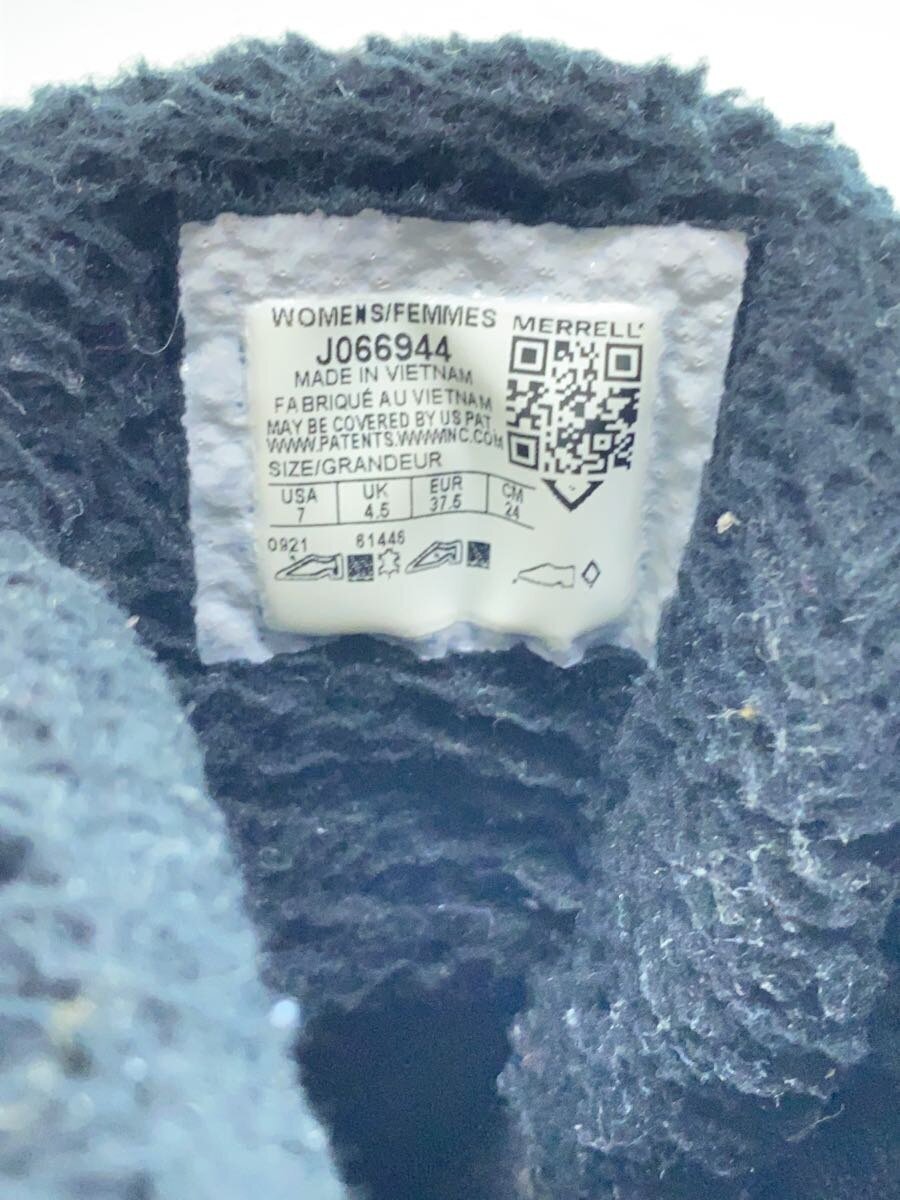 WOMENS/FEMMES
MERRELL
J066944
MADE IN VIETNAM
FABRIQUÉ AU VIETNAM
MAY BE COVERED BY US PAT
WWW.PATENTS.WWWINC.COM
SIZE/GRANDEUR
USA UK EUR CM
7 4.5 37.5 24
0921 61446